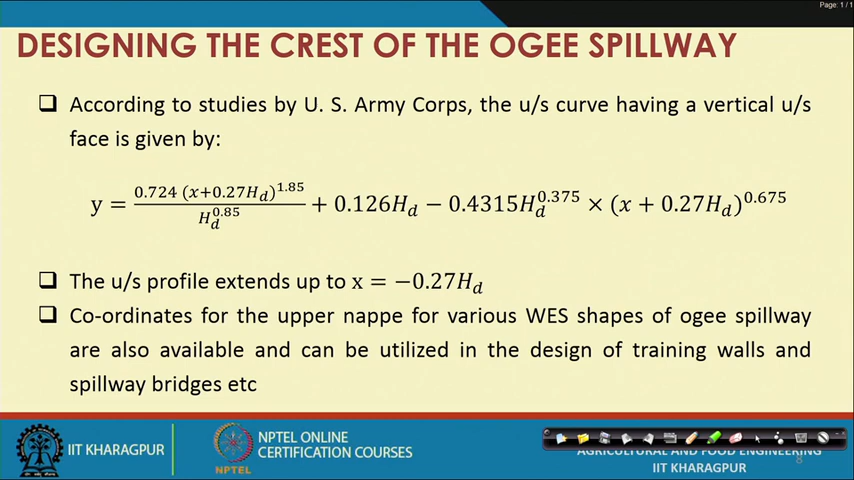 Page: 1 / 1
DESIGNING THE CREST OF THE OGEE SPILLWAY
❑ According to studies by U. S. Army Corps, the u/s curve having a vertical u/s
face is given by:
y = \frac{0.724 (x+0.27H_d)^{1.85}}{H_d^{0.85}} + 0.126H_d − 0.4315H_d^{0.375} × (x + 0.27H_d)^{0.675}
❑ The u/s profile extends up to x = −0.27H_d
❑ Co-ordinates for the upper nappe for various WES shapes of ogee spillway
are also available and can be utilized in the design of training walls and
spillway bridges etc
IIT KHARAGPUR
NPTEL
NPTEL ONLINE
CERTIFICATION COURSES
AGRICULTURAL AND FOOD ENGINEERING
IIT KHARAGPUR
8